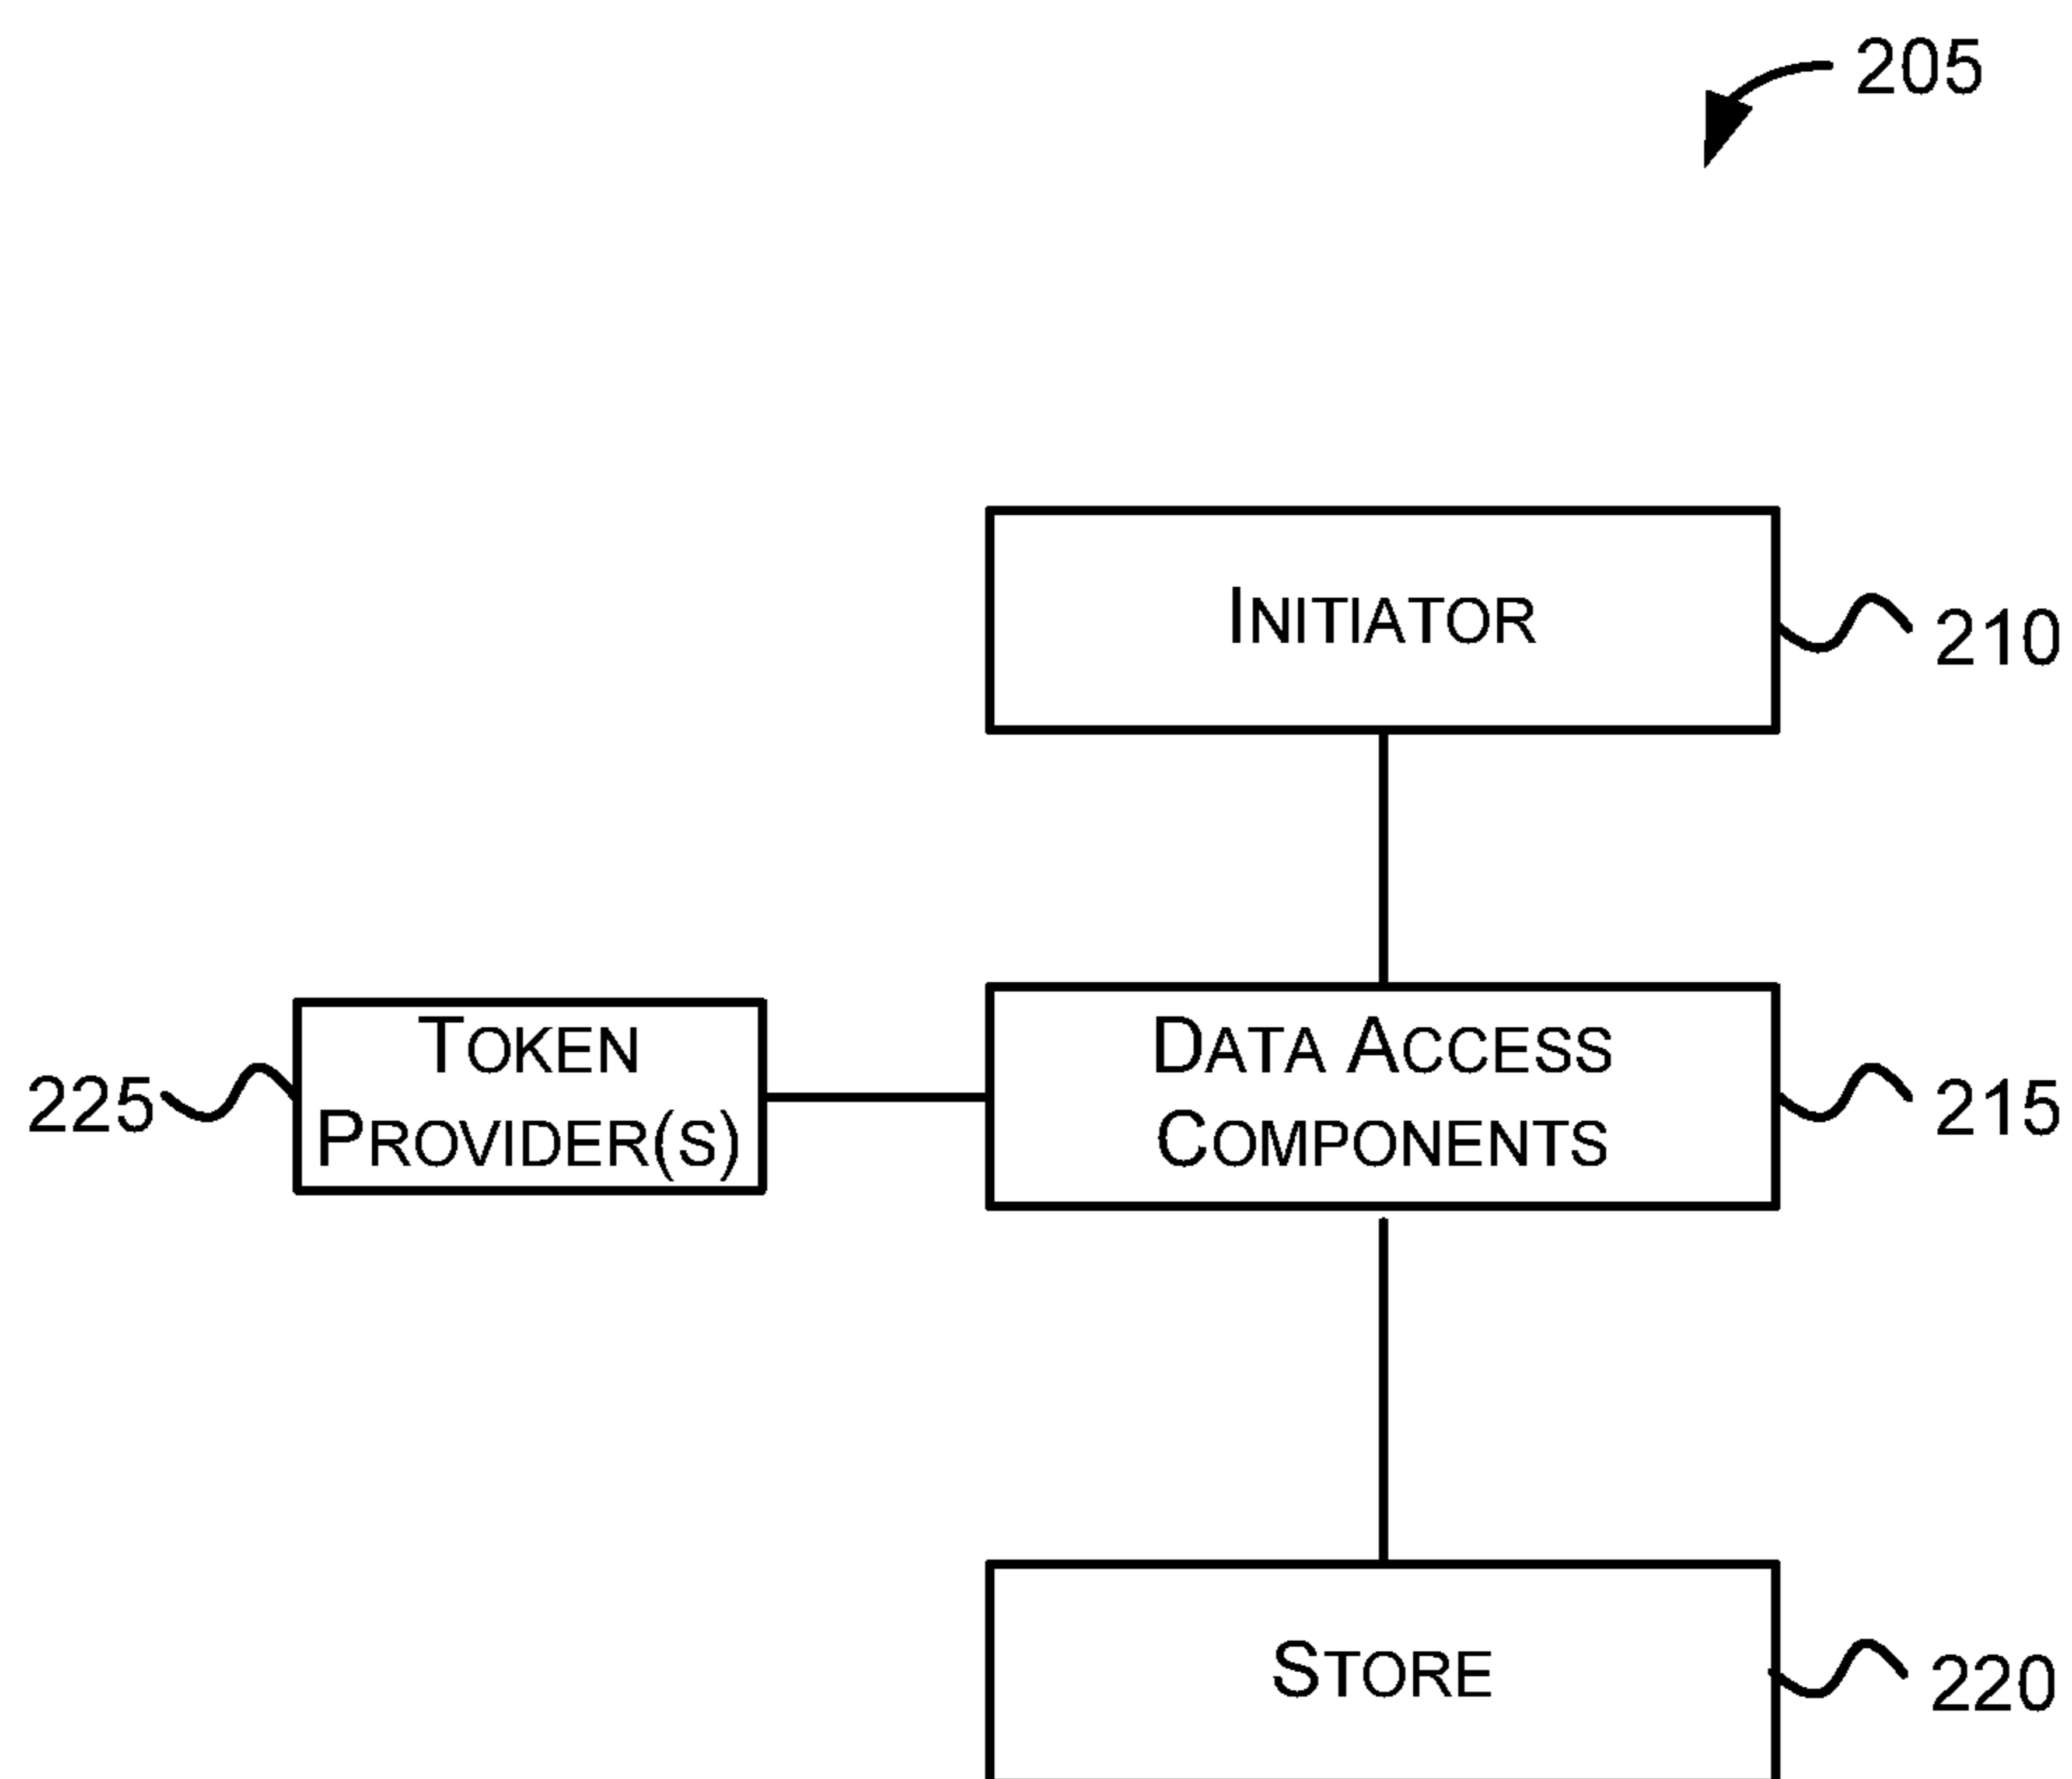 205
INITIATOR
210
TOKEN
PROVIDER(S)
225
DATA ACCESS
COMPONENTS
215
STORE
220